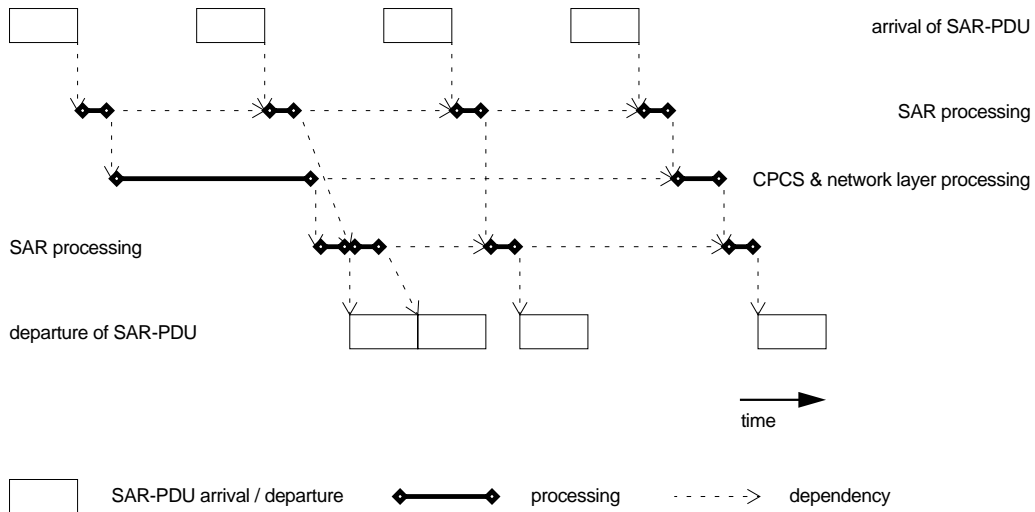 arrival of SAR-PDU
SAR processing
CPCS & network layer processing
SAR processing
departure of SAR-PDU
time
SAR-PDU arrival / departure
processing
dependency